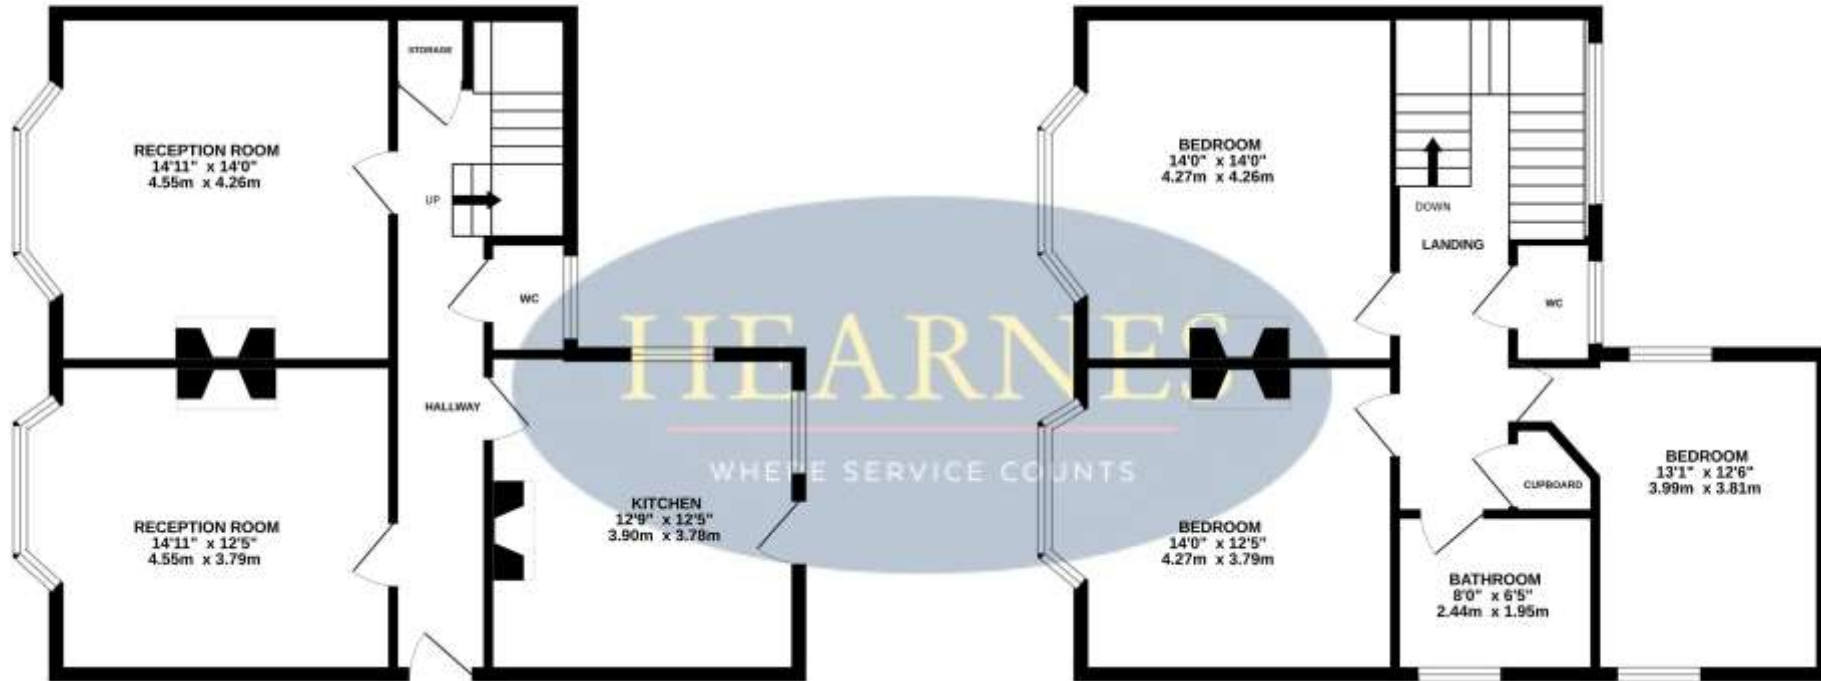 STORAGE
RECEPTION ROOM
14'11" x 14'0"
4.55m x 4.26m
UP
WC
HALLWAY
RECEPTION ROOM
14'11" x 12'5"
4.55m x 3.79m
KITCHEN
12'9" x 12'5"
3.90m x 3.78m
HEARNES
WHERE SERVICE COUNTS
BEDROOM
14'0" x 14'0"
4.27m x 4.26m
DOWN
LANDING
WC
BEDROOM
14'0" x 12'5"
4.27m x 3.79m
CUPBOARD
BEDROOM
13'1" x 12'6"
3.99m x 3.81m
BATHROOM
8'0" x 6'5"
2.44m x 1.95m